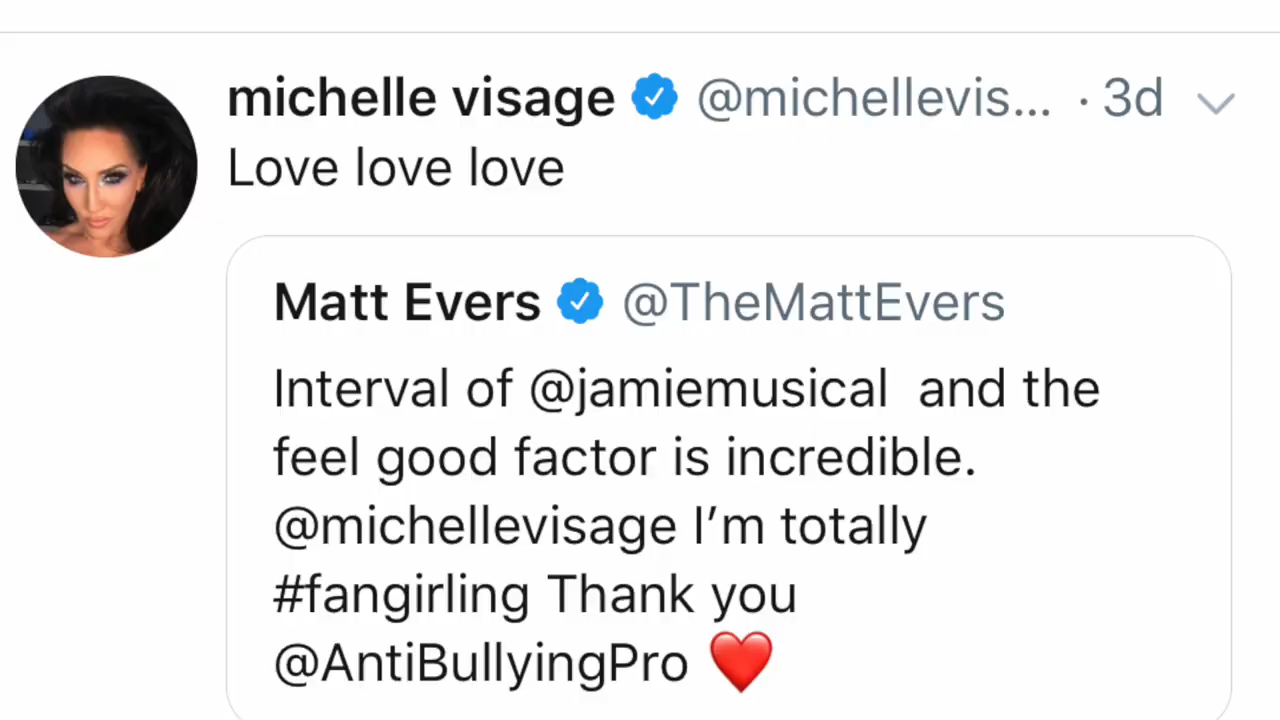 michelle visage @michellevis... · 3d
Love love love
Matt Evers @TheMattEvers
Interval of @jamiemusical and the
feel good factor is incredible.
@michellevisage I’m totally
#fangirling Thank you
@AntiBullyingPro ❤️